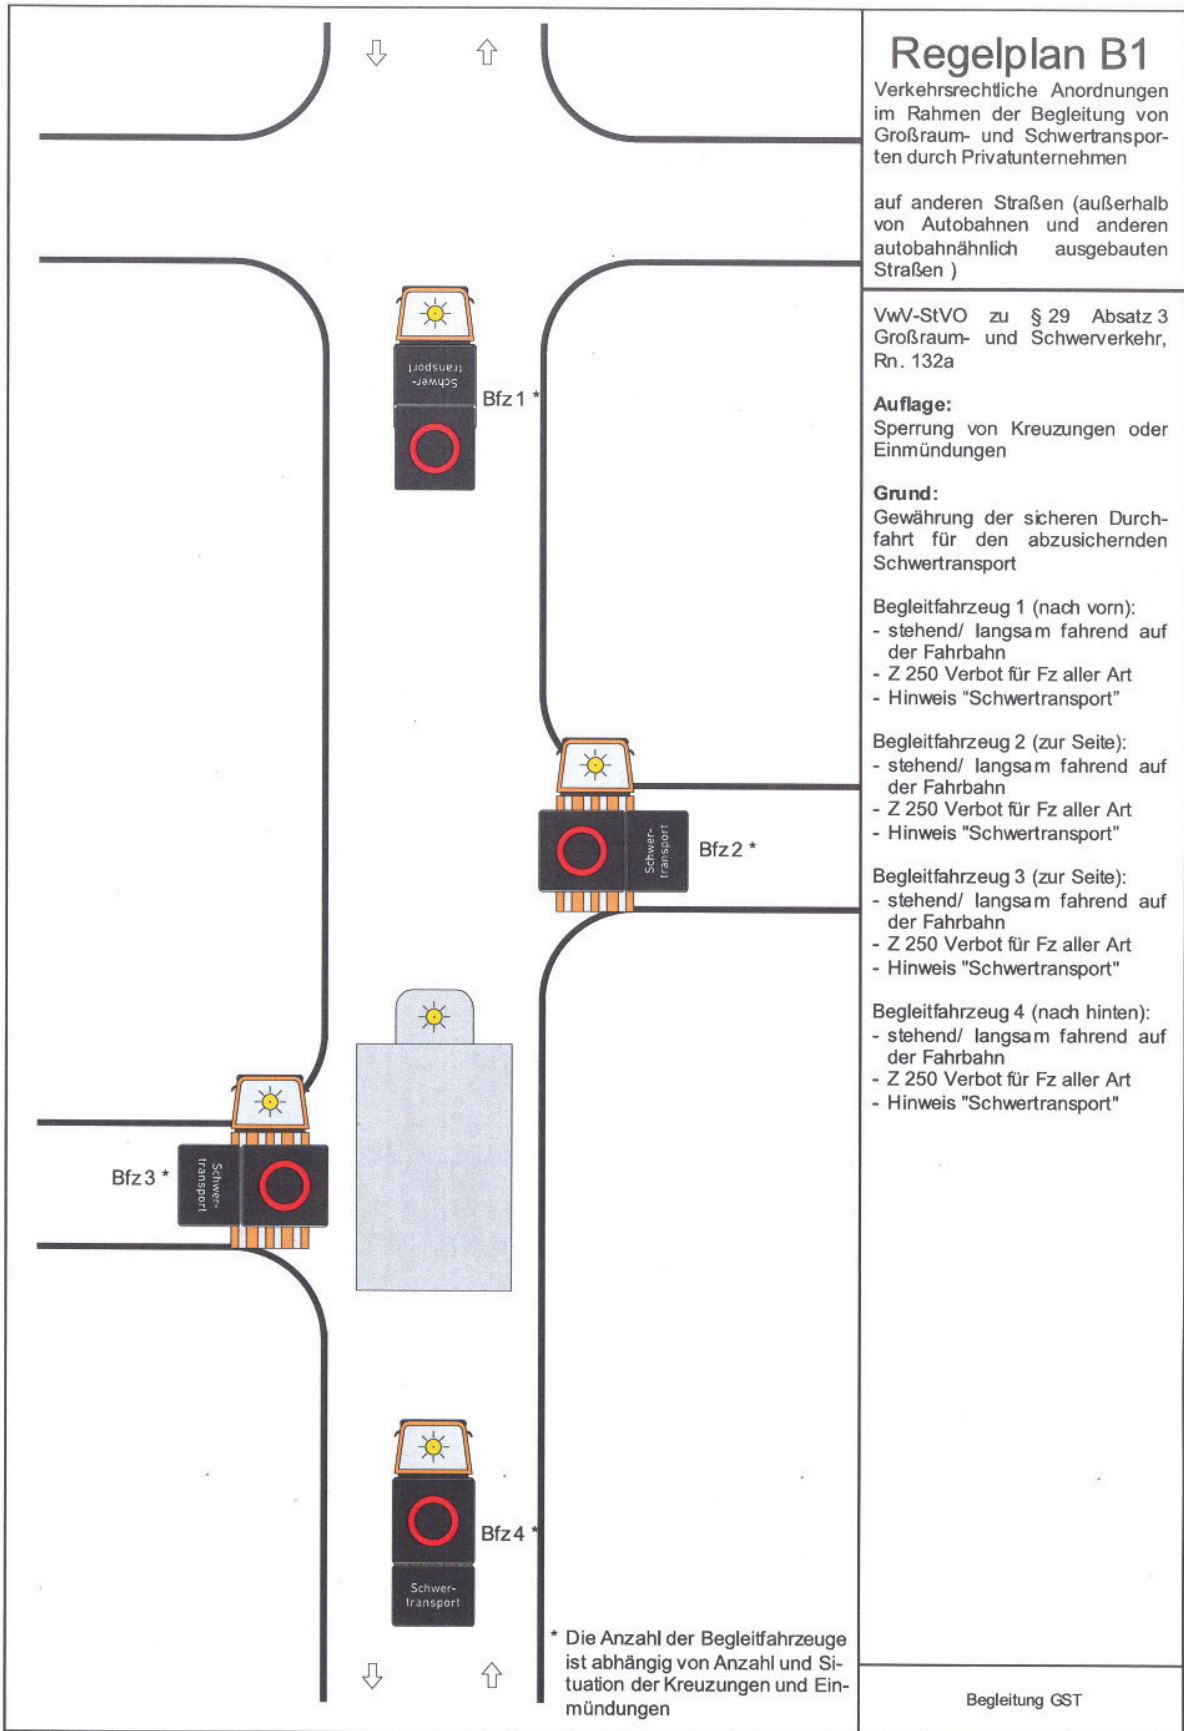 Regelplan B1
Verkehrsrechtliche Anordnungen
im Rahmen der Begleitung von
Großraum- und Schwertranspor-
ten durch Privatunternehmen
auf anderen Straßen (außerhalb
von Autobahnen und anderen
autobahnähnlich ausgebauten
Straßen )
VwV-StVO zu § 29 Absatz 3
Großraum- und Schwerverkehr,
Rn. 132a
Auflage:
Sperrung von Kreuzungen oder
Einmündungen
Grund:
Gewährung der sicheren Durch-
fahrt für den abzusichernden
Schwertransport
Begleitfahrzeug 1 (nach vorn):
- stehend/ langsam fahrend auf
der Fahrbahn
- Z 250 Verbot für Fz aller Art
- Hinweis "Schwertransport"
Begleitfahrzeug 2 (zur Seite):
- stehend/ langsam fahrend auf
der Fahrbahn
- Z 250 Verbot für Fz aller Art
- Hinweis "Schwertransport"
Begleitfahrzeug 3 (zur Seite):
- stehend/ langsam fahrend auf
der Fahrbahn
- Z 250 Verbot für Fz aller Art
- Hinweis "Schwertransport"
Begleitfahrzeug 4 (nach hinten):
- stehend/ langsam fahrend auf
der Fahrbahn
- Z 250 Verbot für Fz aller Art
- Hinweis "Schwertransport"
Schwer-
transport
Bfz 1 *
Schwer-
transport
Bfz 2 *
Bfz 3 *
Schwer-
transport
Bfz 4 *
Schwer-
transport
* Die Anzahl der Begleitfahrzeuge
ist abhängig von Anzahl und Si-
tuation der Kreuzungen und Ein-
mündungen
Begleitung GST